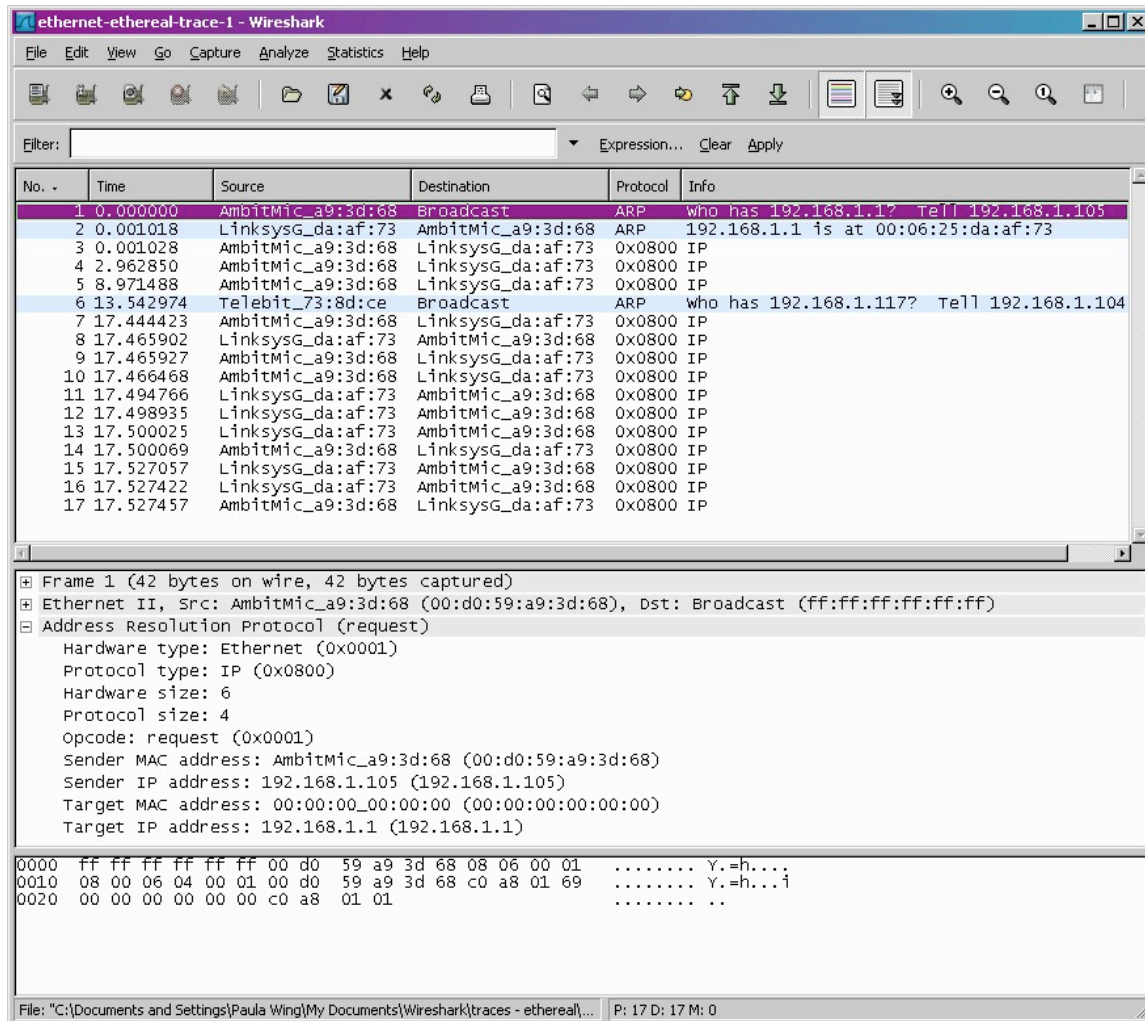 ethernet-ethereal-trace-1 - Wireshark
File Edit View Go Capture Analyze Statistics Help
Filter: Expression... Clear Apply
No. Time Source Destination Protocol Info
1 0.000000 AmbitMic_a9:3d:68 Broadcast ARP who has 192.168.1.1? Tell 192.168.1.105
2 0.001018 LinksysG_da:af:73 AmbitMic_a9:3d:68 ARP 192.168.1.1 is at 00:06:25:da:af:73
3 0.001028 AmbitMic_a9:3d:68 LinksysG_da:af:73 0x0800 IP
4 2.962850 AmbitMic_a9:3d:68 LinksysG_da:af:73 0x0800 IP
5 8.971488 AmbitMic_a9:3d:68 LinksysG_da:af:73 0x0800 IP
6 13.542974 Telebit_73:8d:ce Broadcast ARP who has 192.168.1.117? Tell 192.168.1.104
7 17.444423 AmbitMic_a9:3d:68 LinksysG_da:af:73 0x0800 IP
8 17.465902 LinksysG_da:af:73 AmbitMic_a9:3d:68 0x0800 IP
9 17.465927 AmbitMic_a9:3d:68 LinksysG_da:af:73 0x0800 IP
10 17.466468 AmbitMic_a9:3d:68 LinksysG_da:af:73 0x0800 IP
11 17.494766 LinksysG_da:af:73 AmbitMic_a9:3d:68 0x0800 IP
12 17.498935 LinksysG_da:af:73 AmbitMic_a9:3d:68 0x0800 IP
13 17.500025 LinksysG_da:af:73 AmbitMic_a9:3d:68 0x0800 IP
14 17.500069 AmbitMic_a9:3d:68 LinksysG_da:af:73 0x0800 IP
15 17.527057 LinksysG_da:af:73 AmbitMic_a9:3d:68 0x0800 IP
16 17.527422 LinksysG_da:af:73 AmbitMic_a9:3d:68 0x0800 IP
17 17.527457 AmbitMic_a9:3d:68 LinksysG_da:af:73 0x0800 IP
Frame 1 (42 bytes on wire, 42 bytes captured)
Ethernet II, Src: AmbitMic_a9:3d:68 (00:d0:59:a9:3d:68), Dst: Broadcast (ff:ff:ff:ff:ff:ff)
Address Resolution Protocol (request)
Hardware type: Ethernet (0x0001)
Protocol type: IP (0x0800)
Hardware size: 6
Protocol size: 4
Opcode: request (0x0001)
Sender MAC address: AmbitMic_a9:3d:68 (00:d0:59:a9:3d:68)
Sender IP address: 192.168.1.105 (192.168.1.105)
Target MAC address: 00:00:00_00:00:00 (00:00:00:00:00:00)
Target IP address: 192.168.1.1 (192.168.1.1)
0000 ff ff ff ff ff ff 00 d0 59 a9 3d 68 08 06 00 01 ........ Y.=h....
0010 08 00 06 04 00 01 00 d0 59 a9 3d 68 c0 a8 01 69 ........ Y.=h...i
0020 00 00 00 00 00 00 c0 a8 01 01 ........ ..
File: "C:\Documents and Settings\Paula Wing\My Documents\Wireshark\traces - ethereal\... P: 17 D: 17 M: 0